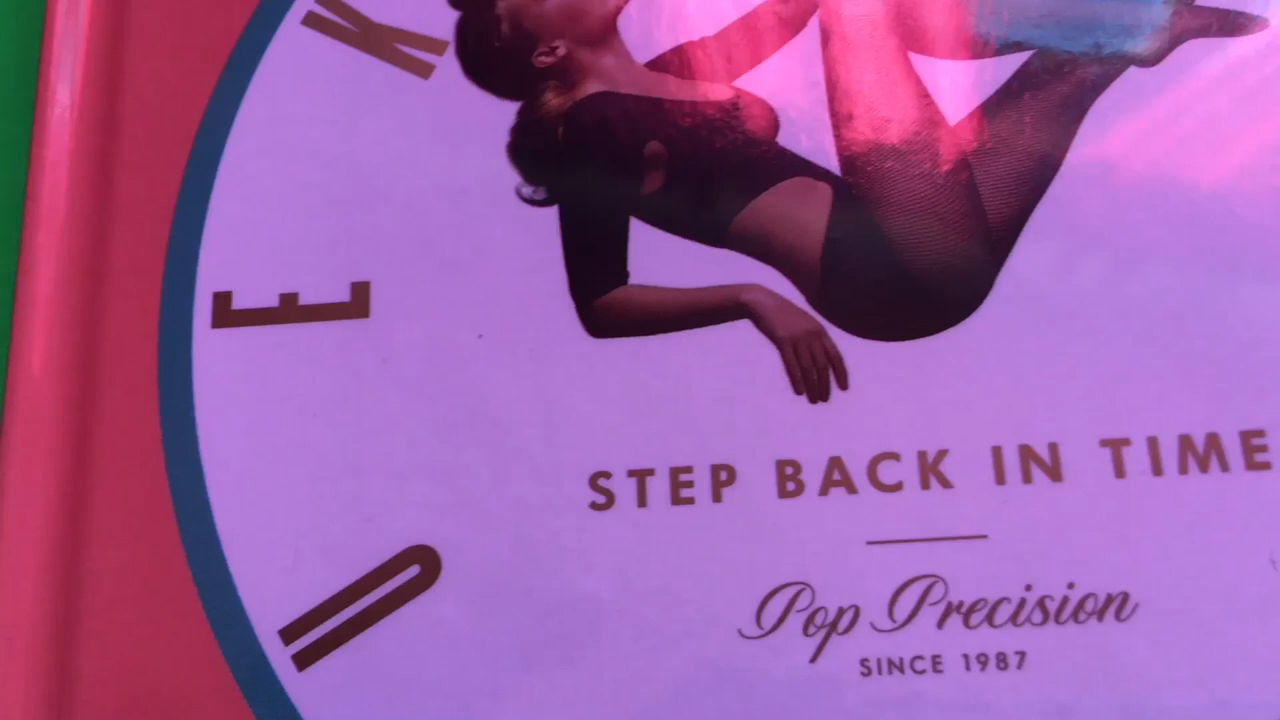 K
E
U
STEP BACK IN TIME
Pop Precision
SINCE 1987